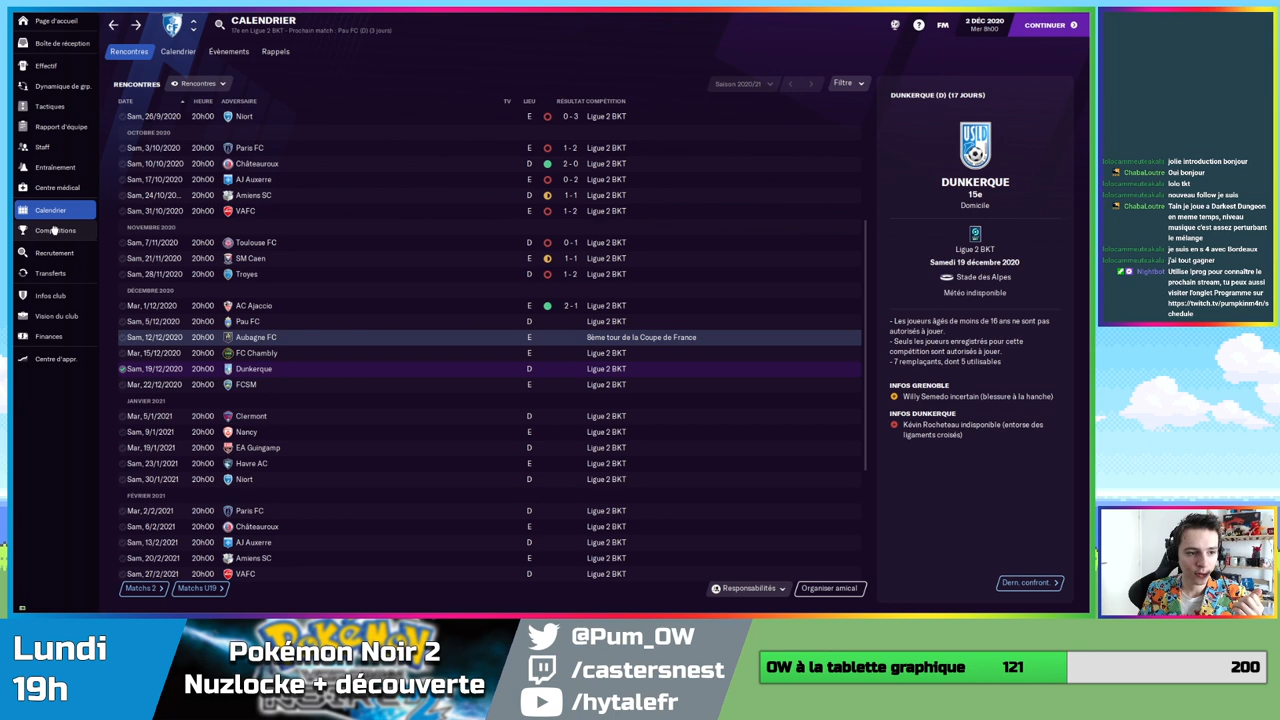 Page d'accueil
Boîte de réception
Effectif
Dynamique de grp.
Tactiques
Rapport d'équipe
Staff
Entraînement
Centre médical
Calendrier
Compétitions
Recrutement
Transferts
Infos club
Vision du club
Finances
Centre d'appr.
CALENDRIER
17e en Ligue 2 BKT - Prochain match : Pau FC (D) (3 jours)
FM
2 DÉC 2020
Mer 8h00
CONTINUER
Rencontres Calendrier Évènements Rappels
RENCONTRES Rencontres Saison 2020/21 Filtre
DATE HEURE ADVERSAIRE TV LIEU RÉSULTAT COMPÉTITION
Sam, 26/9/2020 20h00 Niort E 0 - 3 Ligue 2 BKT
OCTOBRE 2020
Sam, 3/10/2020 20h00 Paris FC E 1 - 2 Ligue 2 BKT
Sam, 10/10/2020 20h00 Châteauroux D 2 - 0 Ligue 2 BKT
Sam, 17/10/2020 20h00 AJ Auxerre E 0 - 2 Ligue 2 BKT
Sam, 24/10/20... 20h00 Amiens SC D 1 - 1 Ligue 2 BKT
Sam, 31/10/2020 20h00 VAFC E 1 - 2 Ligue 2 BKT
NOVEMBRE 2020
Sam, 7/11/2020 20h00 Toulouse FC D 0 - 1 Ligue 2 BKT
Sam, 21/11/2020 20h00 SM Caen E 1 - 1 Ligue 2 BKT
Sam, 28/11/2020 20h00 Troyes D 1 - 2 Ligue 2 BKT
DÉCEMBRE 2020
Mar, 1/12/2020 20h00 AC Ajaccio E 2 - 1 Ligue 2 BKT
Sam, 5/12/2020 20h00 Pau FC D Ligue 2 BKT
Sam, 12/12/2020 20h00 Aubagne FC E 8ème tour de la Coupe de France
Mar, 15/12/2020 20h00 FC Chambly E Ligue 2 BKT
Sam, 19/12/2020 20h00 Dunkerque D Ligue 2 BKT
Mar, 22/12/2020 20h00 FCSM E Ligue 2 BKT
JANVIER 2021
Mar, 5/1/2021 20h00 Clermont D Ligue 2 BKT
Sam, 9/1/2021 20h00 Nancy E Ligue 2 BKT
Mar, 19/1/2021 20h00 EA Guingamp D Ligue 2 BKT
Sam, 23/1/2021 20h00 Havre AC E Ligue 2 BKT
Sam, 30/1/2021 20h00 Niort D Ligue 2 BKT
FÉVRIER 2021
Mar, 2/2/2021 20h00 Paris FC D Ligue 2 BKT
Sam, 6/2/2021 20h00 Châteauroux E Ligue 2 BKT
Sam, 13/2/2021 20h00 AJ Auxerre D Ligue 2 BKT
Sam, 20/2/2021 20h00 Amiens SC E Ligue 2 BKT
Sam, 27/2/2021 20h00 VAFC D Ligue 2 BKT
Matchs 2 Matchs U19 Responsabilités Organiser amical
DUNKERQUE (D) (17 JOURS)
USLD
DUNKERQUE
15e
Domicile
Ligue 2 BKT
Samedi 19 décembre 2020
Stade des Alpes
Météo indisponible
- Les joueurs âgés de moins de 16 ans ne sont pas
autorisés à jouer.
- Seuls les joueurs enregistrés pour cette
compétition sont autorisés à jouer.
- 7 remplaçants, dont 5 utilisables
INFOS GRENOBLE
Willy Semedo incertain (blessure à la hanche)
INFOS DUNKERQUE
Kévin Rocheteau indisponible (entorse des
ligaments croisés)
Dern. confront.
lolocammeuteakala jolie introduction bonjour
ChabaLoutre Oui bonjour
lolocammeuteakala lolo tkt
lolocammeuteakala nouveau follow je suis
ChabaLoutre Tain je joue a Darkest Dungeon
en meme temps, niveau
musique c'est assez perturbant
le mélange
lolocammeuteakala je suis en s 4 avec Bordeaux
lolocammeuteakala j'ai tout gagner
Nightbot Utilise !prog pour connaître le
prochain stream, tu peux aussi
visiter l'onglet Programme sur
https://twitch.tv/pumpkinm4n/s
chedule
Lundi
19h
Pokémon Noir 2
Nuzlocke + découverte
@Pum_OW
/castersnest
/hytalefr
OW à la tablette graphique 121 200